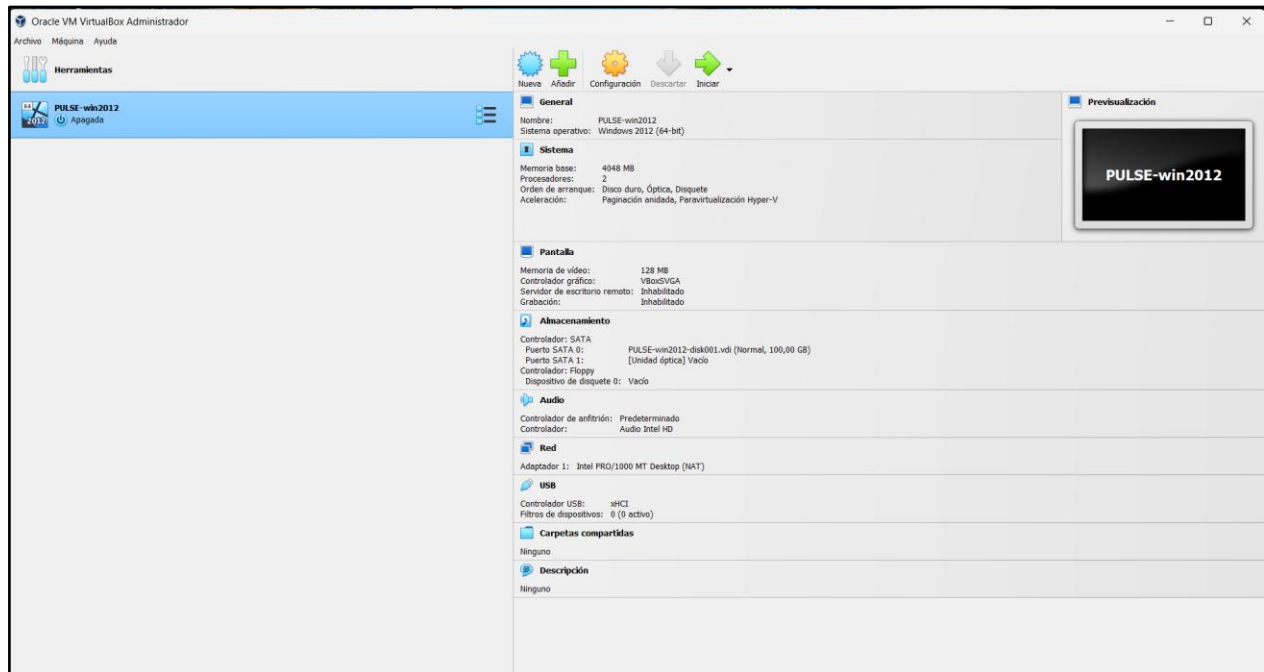 Oracle VM VirtualBox Administrador
Archivo Máquina Ayuda
Herramientas
64
2012
PULSE-win2012
Apagada
Nueva Añadir Configuración Descartar Iniciar
General
Nombre: PULSE-win2012
Sistema operativo: Windows 2012 (64-bit)
Previsualización
PULSE-win2012
Sistema
Memoria base: 4048 MB
Procesadores: 2
Orden de arranque: Disco duro, Óptica, Disquete
Aceleración: Paginación anidada, Paravirtualización Hyper-V
Pantalla
Memoria de vídeo: 128 MB
Controlador gráfico: VBoxSVGA
Servidor de escritorio remoto: Inhabilitado
Grabación: Inhabilitado
Almacenamiento
Controlador: SATA
Puerto SATA 0: PULSE-win2012-disk001.vdi (Normal, 100,00 GB)
Puerto SATA 1: [Unidad óptica] Vacío
Controlador: Floppy
Dispositivo de disquete 0: Vacío
Audio
Controlador de anfitrión: Predeterminado
Controlador: Audio Intel HD
Red
Adaptador 1: Intel PRO/1000 MT Desktop (NAT)
USB
Controlador USB: xHCI
Filtros de dispositivos: 0 (0 activo)
Carpetas compartidas
Ninguno
Descripción
Ninguno